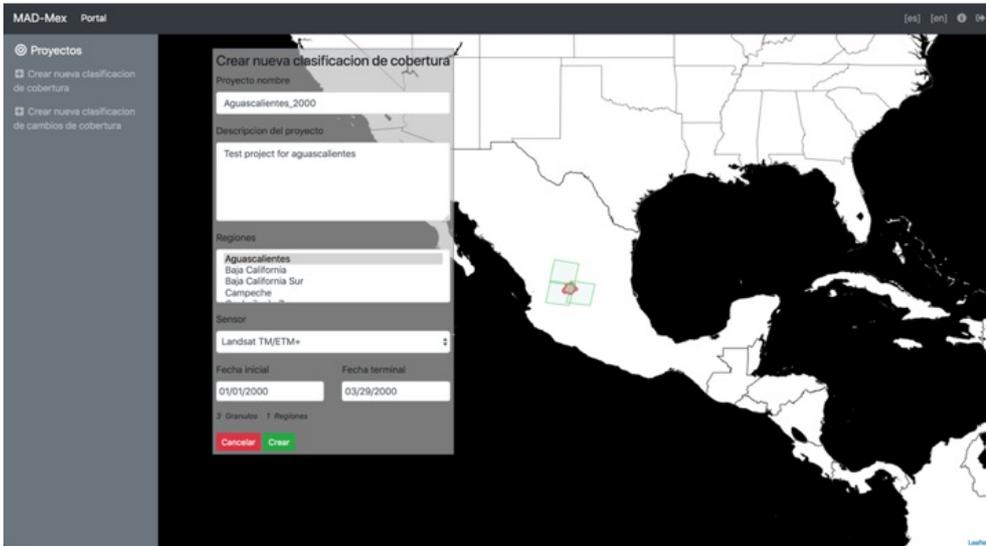 MAD-Mex Portal
[es] [en]
Proyectos
Crear nueva clasificacion
de cobertura
Crear nueva clasificacion
de cambios de cobertura
Crear nueva clasificacion de cobertura
Proyecto nombre
Aguascalientes_2000
Descripcion del proyecto
Test project for aguascalientes
Regiones
Aguascalientes
Baja California
Baja California Sur
Campeche
Sensor
Landsat TM/ETM+
Fecha inicial Fecha terminal
01/01/2000 03/29/2000
3 Granulos 1 Regiones
Cancelar Crear